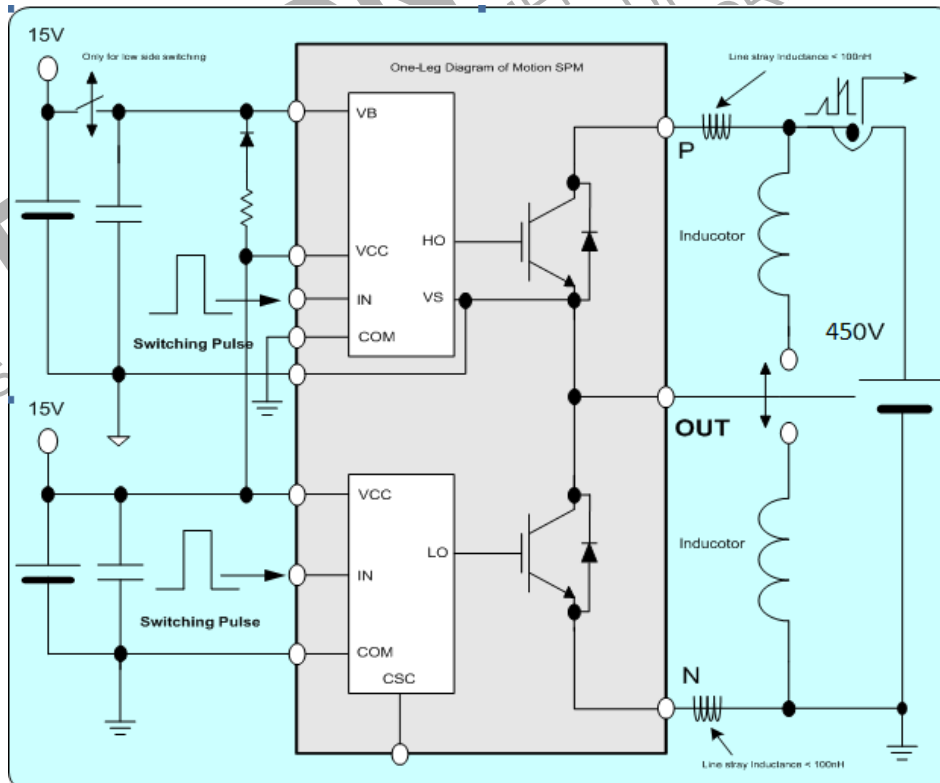 15V
Only for low side switching
One-Leg Diagram of Motion SPM
Line stray Inductance < 100nH
VB
P
HO
Inducotor
VCC
IN
VS
COM
Switching Pulse
450V
15V
OUT
VCC
LO
Inducotor
IN
Switching Pulse
COM
CSC
N
Line stray Inductance < 100nH